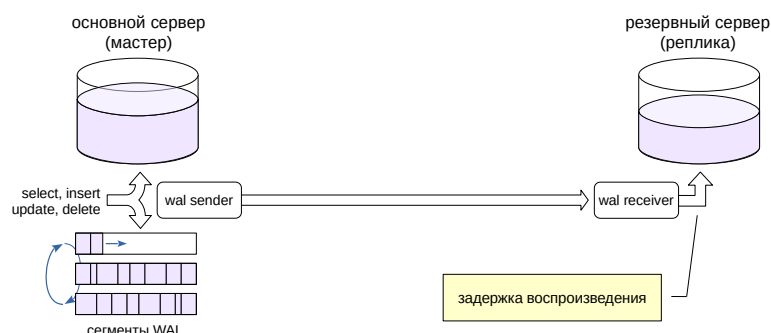 основной сервер
(мастер)
резервный сервер
(реплика)
select, insert
update, delete
wal sender
wal receiver
задержка воспроизведения
сегменты WAL